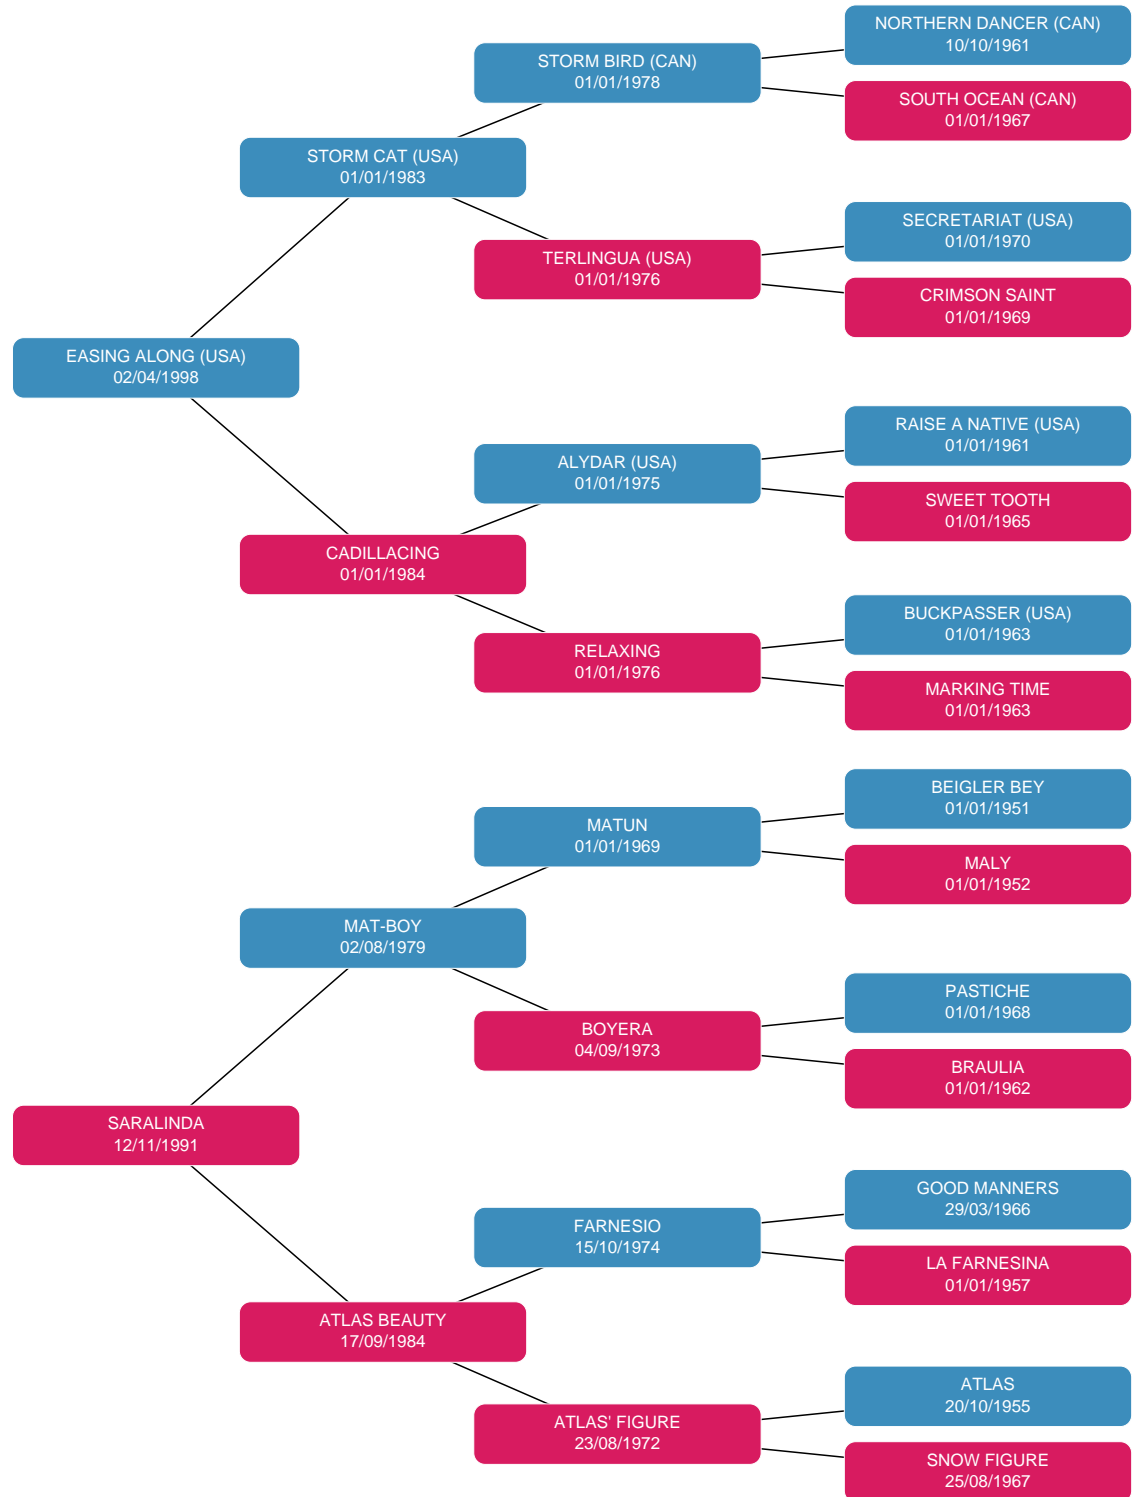 NORTHERN DANCER (CAN)
10/10/1961
STORM BIRD (CAN)
01/01/1978
SOUTH OCEAN (CAN)
01/01/1967
STORM CAT (USA)
01/01/1983
SECRETARIAT (USA)
01/01/1970
TERLINGUA (USA)
01/01/1976
CRIMSON SAINT
01/01/1969
EASING ALONG (USA)
02/04/1998
RAISE A NATIVE (USA)
01/01/1961
ALYDAR (USA)
01/01/1975
SWEET TOOTH
01/01/1965
CADILLACING
01/01/1984
BUCKPASSER (USA)
01/01/1963
RELAXING
01/01/1976
MARKING TIME
01/01/1963
BEIGLER BEY
01/01/1951
MATUN
01/01/1969
MALY
01/01/1952
MAT-BOY
02/08/1979
PASTICHE
01/01/1968
BOYERA
04/09/1973
BRAULIA
01/01/1962
SARALINDA
12/11/1991
GOOD MANNERS
29/03/1966
FARNESIO
15/10/1974
LA FARNESINA
01/01/1957
ATLAS BEAUTY
17/09/1984
ATLAS
20/10/1955
ATLAS' FIGURE
23/08/1972
SNOW FIGURE
25/08/1967